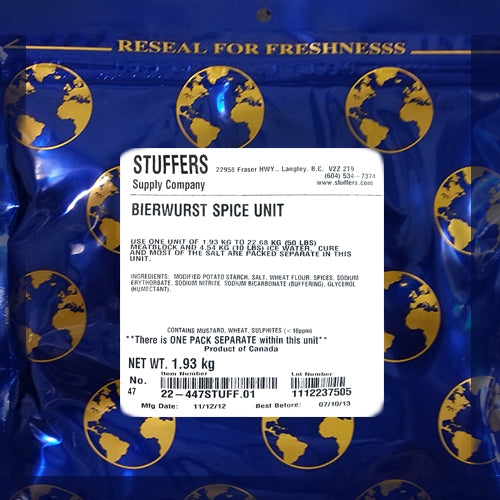 RESEAL FOR FRESHNESSS
STUFFERS
Supply Company
22958 Fraser HWY., Langley, B.C. V2Z 2T9
(604) 534-7374
www.stuffers.com
BIERWURST SPICE UNIT
USE ONE UNIT OF 1.93 KG TO 22.68 KG (50 LBS)
MEATBLOCK AND 4.54 KG (10 LBS) ICE WATER. CURE
AND MOST OF THE SALT ARE PACKED SEPARATE IN THIS
UNIT.
INGREDIENTS: MODIFIED POTATO STARCH, SALT, WHEAT FLOUR, SPICES, SODIUM
ERYTHORBATE, SODIUM NITRITE, SODIUM BICARBONATE (BUFFERING), GLYCEROL
(HUMECTANT).
CONTAINS MUSTARD, WHEAT, SULPHITES (< 10ppm)
**There is ONE PACK SEPARATE within this unit**
Product of Canada
NET WT. 1.93 kg
Item Number
Lot Number
No.
47
22-447STUFF.01
1112237505
Mfg Date: 11/12/12
Best Before: 07/10/13